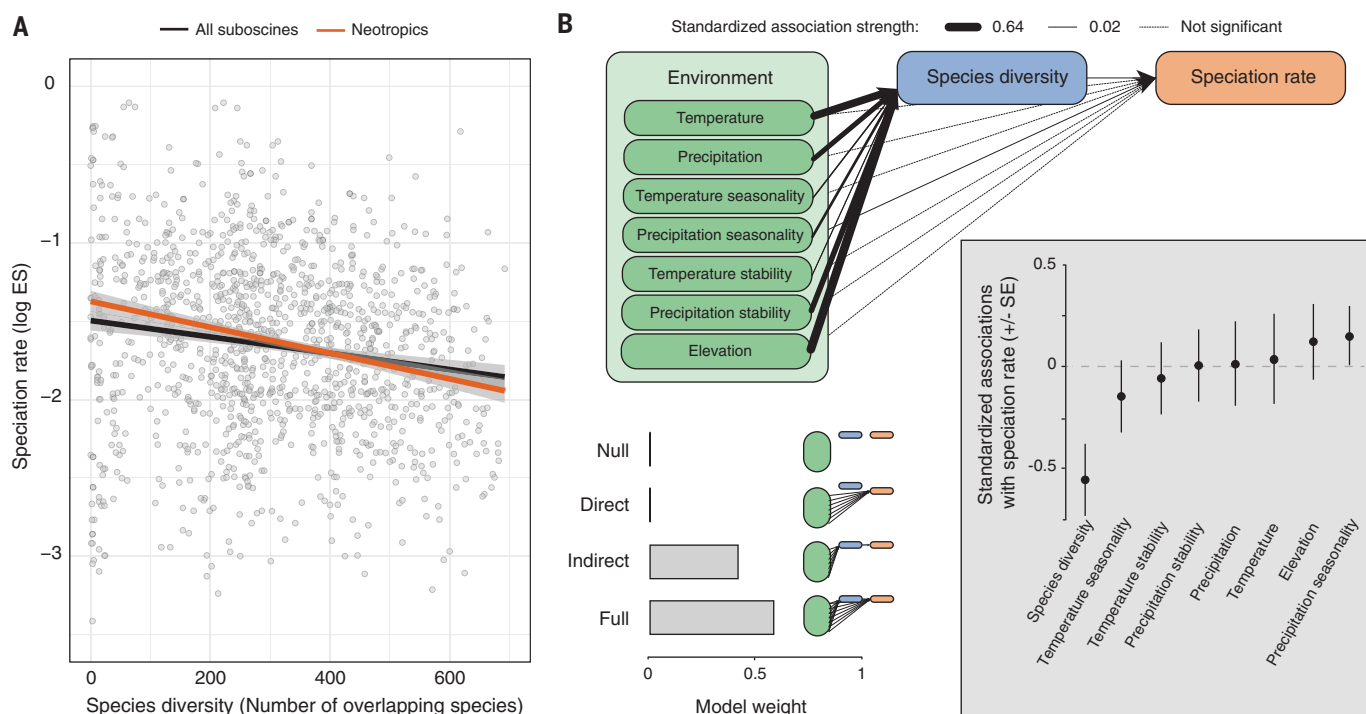 A
All suboscines
Neotropics
0
−1
−2
−3
Speciation rate (log ES)
0
200
400
600
Species diversity (Number of overlapping species)
B
Standardized association strength:
0.64
0.02
Not significant
Environment
Temperature
Precipitation
Temperature seasonality
Precipitation seasonality
Temperature stability
Precipitation stability
Elevation
Species diversity
Speciation rate
Null
Direct
Indirect
Full
0
0.5
1
Model weight
Standardized associations
with speciation rate (+/- SE)
0.5
0
-0.5
Species diversity
Temperature seasonality
Temperature stability
Precipitation stability
Precipitation
Temperature
Elevation
Precipitation seasonality